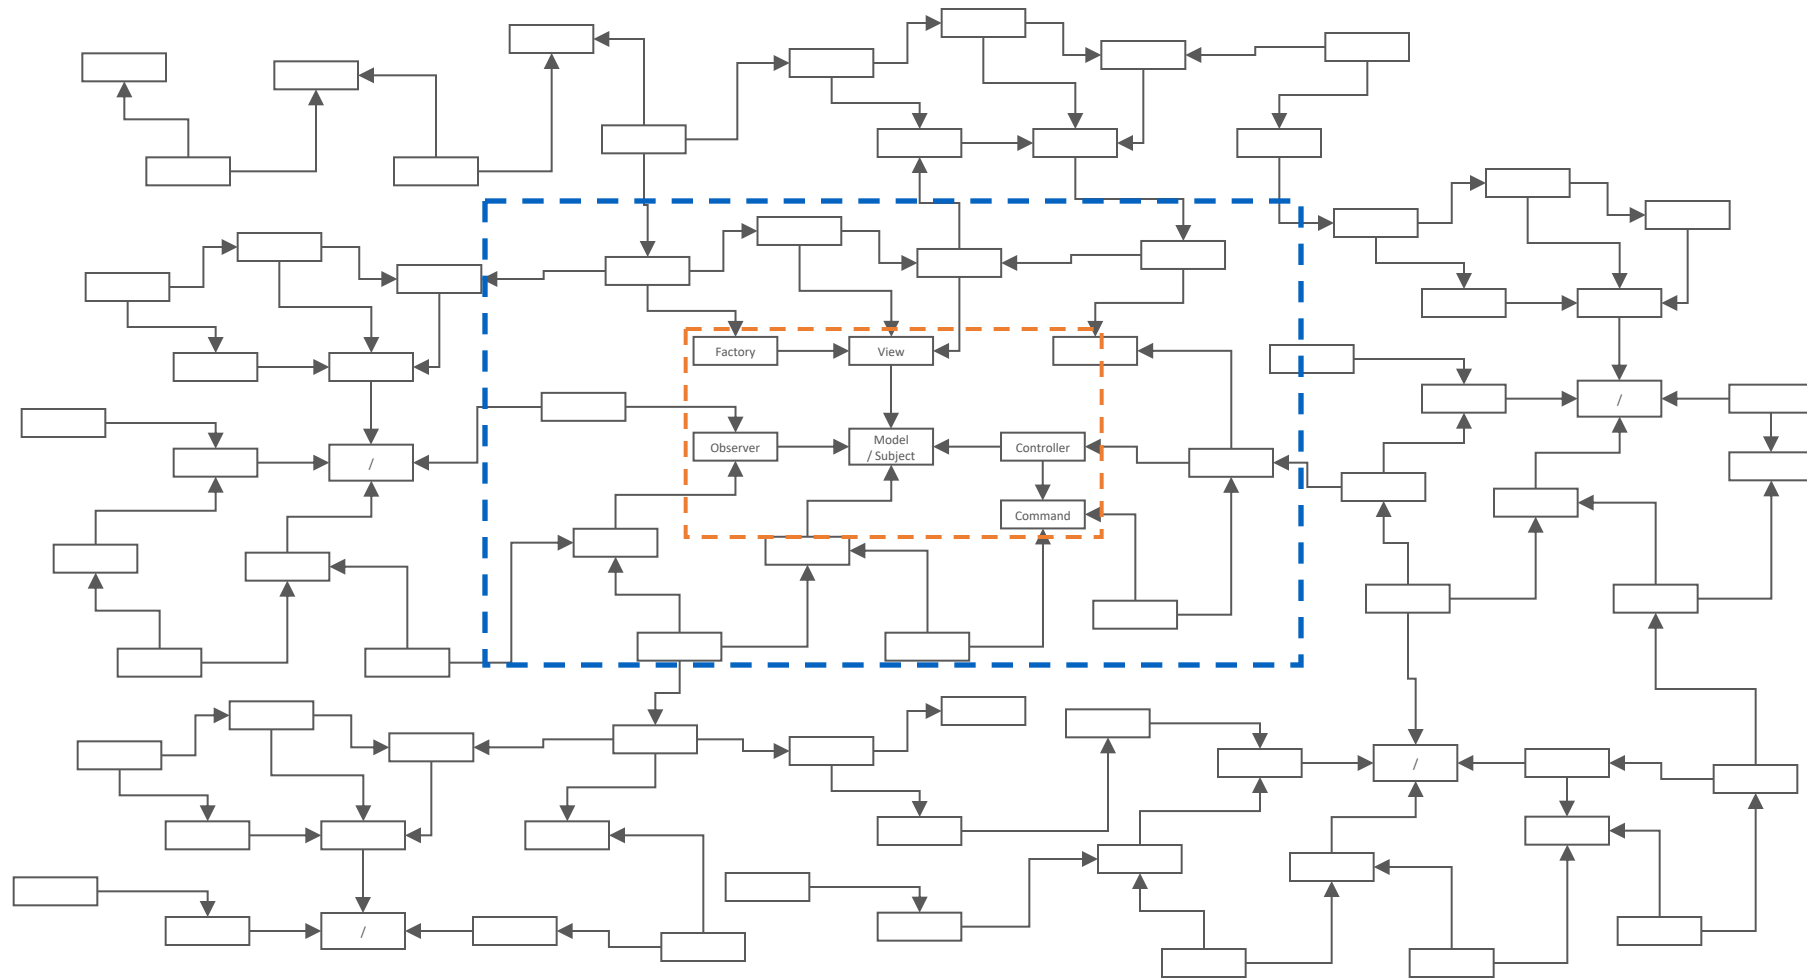 Factory
View
/
Observer
Model
/ Subject
Controller
/
Command
/
/